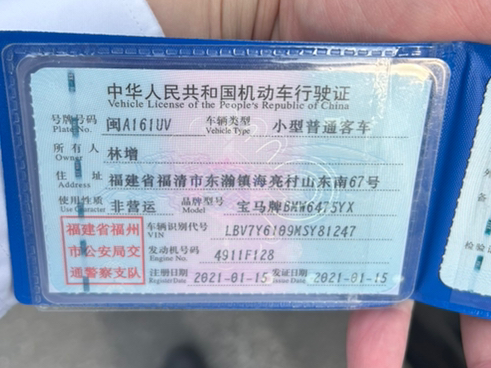 中华人民共和国机动车行驶证
Vehicle License of the People's Republic of China
号牌号码 闽A161UV 车辆类型 小型普通客车
Plate No. Vehicle Type
所有人 林增
Owner
住址 福建省福清市东瀚镇海亮村山东南67号
Address
使用性质 非营运 品牌型号 宝马牌BMW6475YX
Use Character Model
福建省福州 车辆识别代号 LBV7Y6109MSY81247
VIN
市公安局交 发动机号码 4911F128
Engine No.
通警察支队 注册日期 2021-01-15 发证日期 2021-01-15
Register Date Issue Date